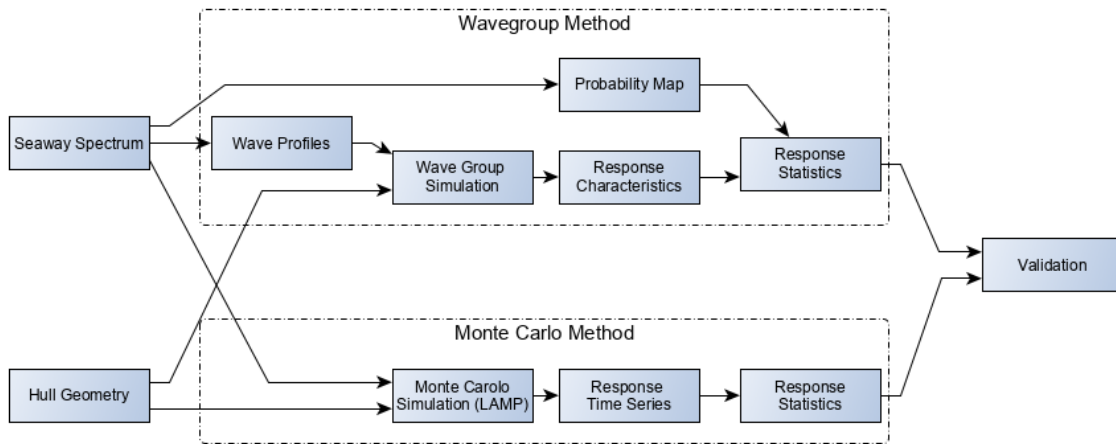 Wavegroup Method
Probability Map
Seaway Spectrum
Wave Profiles
Wave Group
Simulation
Response
Characteristics
Response
Statistics
Validation
Monte Carlo Method
Hull Geometry
Monte Carolo
Simulation (LAMP)
Response
Time Series
Response
Statistics